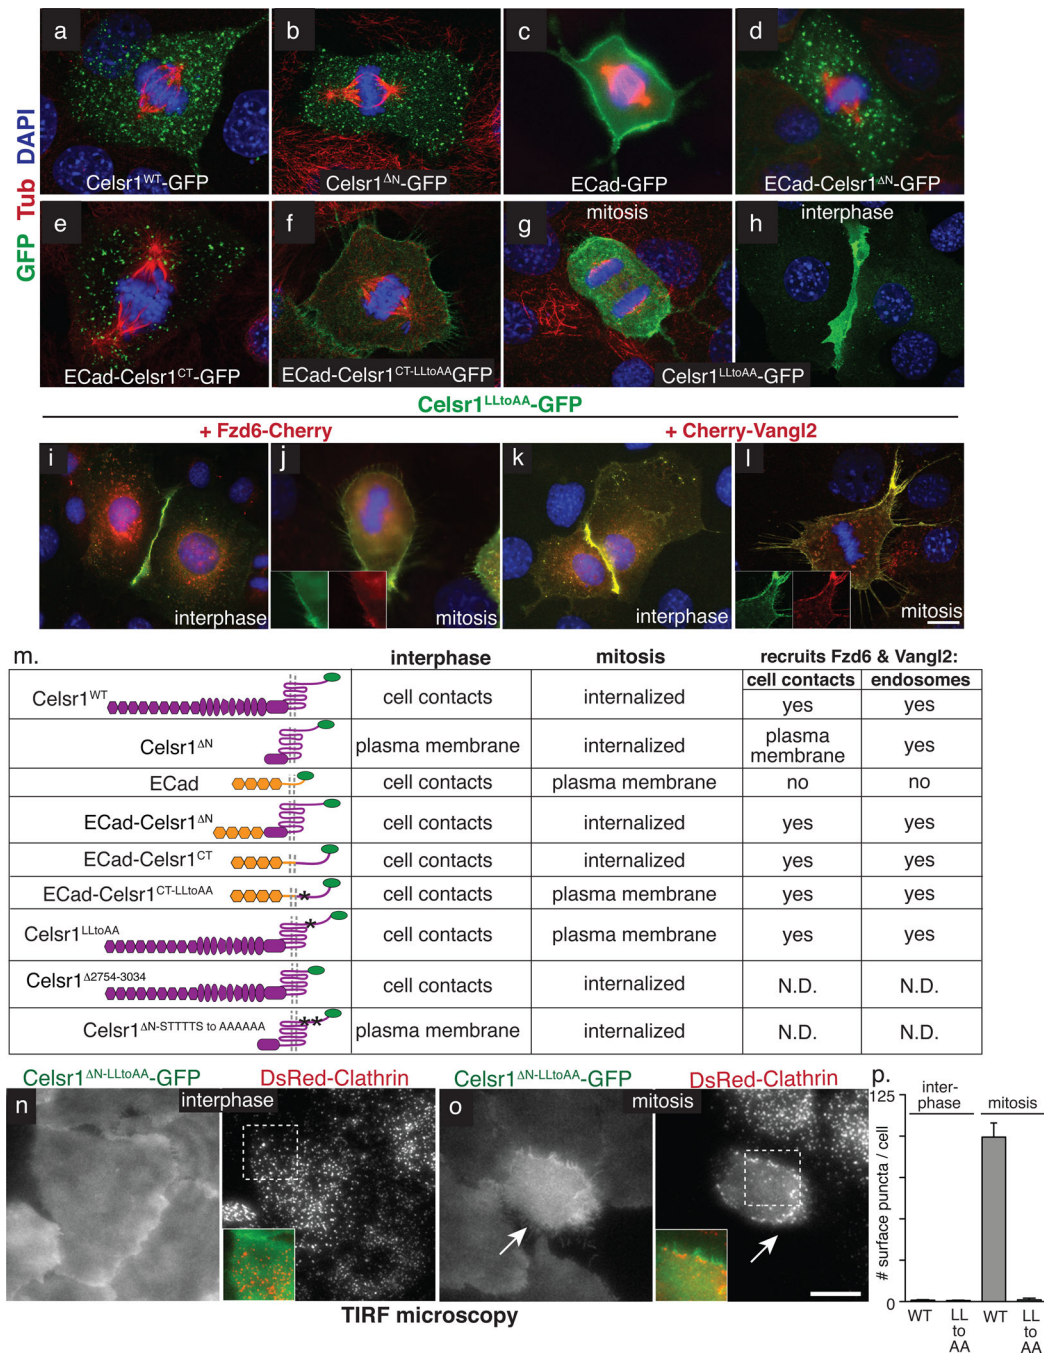 GFP Tub DAPI
a
Celsr1WT-GFP
b
Celsr1ΔN-GFP
c
ECad-GFP
d
ECad-Celsr1ΔN-GFP
e
ECad-Celsr1CT-GFP
f
ECad-Celsr1CT-LLtoAAGFP
g
mitosis
h
interphase
Celsr1LLtoAA-GFP
Celsr1LLtoAA-GFP
+ Fzd6-Cherry
+ Cherry-Vangl2
i
interphase
j
mitosis
k
interphase
l
mitosis
m.
interphase
mitosis
recruits Fzd6 & Vangl2:
cell contacts
endosomes
Celsr1WT
cell contacts
internalized
yes
yes
Celsr1ΔN
plasma membrane
internalized
plasma
membrane
yes
ECad
cell contacts
plasma membrane
no
no
ECad-Celsr1ΔN
cell contacts
internalized
yes
yes
ECad-Celsr1CT
cell contacts
internalized
yes
yes
ECad-Celsr1CT-LLtoAA
*
cell contacts
plasma membrane
yes
yes
Celsr1LLtoAA
*
cell contacts
plasma membrane
yes
yes
Celsr1Δ2754-3034
cell contacts
internalized
N.D.
N.D.
Celsr1ΔN-STTTTS to AAAAAA
**
plasma membrane
internalized
N.D.
N.D.
Celsr1ΔN-LLtoAA-GFP
DsRed-Clathrin
Celsr1ΔN-LLtoAA-GFP
DsRed-Clathrin
n
interphase
o
mitosis
TIRF microscopy
p.
inter-
phase
mitosis
125
# surface puncta / cell
0
WT
LL
to
AA
WT
LL
to
AA